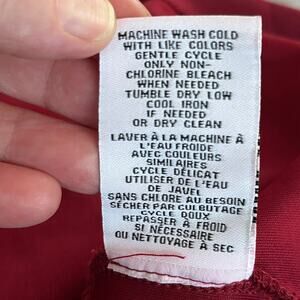 MACHINE WASH COLD
WITH LIKE COLORS
GENTLE CYCLE
ONLY NON-
CHLORINE BLEACH
WHEN NEEDED
TUMBLE DRY LOW
COOL IRON
IF NEEDED
OR DRY CLEAN
LAVER À LA MACHINE À
L'EAU FROIDE
AVEC COULEURS
SIMILAIRES
CYCLE DÉLICAT
UTILISER DE L'EAU
DE JAVEL
SANS CHLORE AU BESOIN
SÉCHER PAR CULBUTAGE
CYCLE DOUX
REPASSER À FROID
SI NÉCESSAIRE
OU NETTOYAGE À SEC